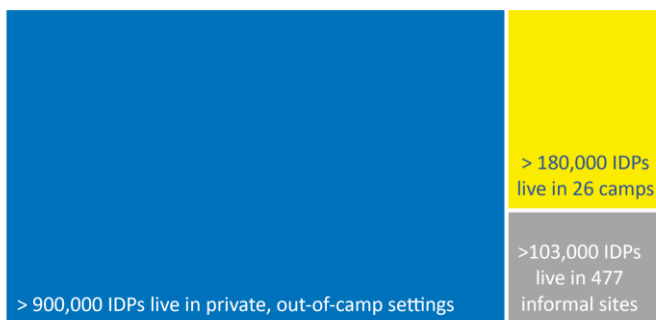 > 900,000 IDPs live in private, out-of-camp settings
> 180,000 IDPs
live in 26 camps
>103,000 IDPs
live in 477
informal sites